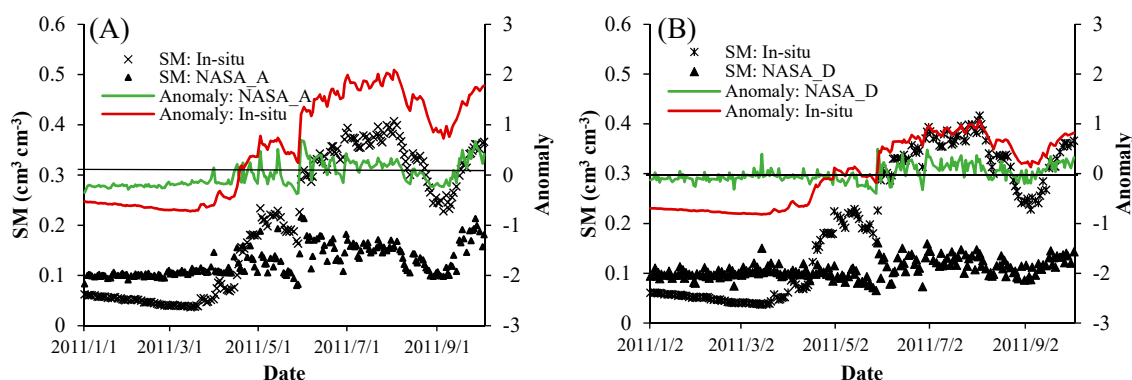 (A)
SM: In-situ
SM: NASA_A
Anomaly: NASA_A
Anomaly: In-situ
SM (cm³ cm⁻³)
0.6
0.5
0.4
0.3
0.2
0.1
0
3
2
1
0
-1
-2
-3
Anomaly
2011/1/1 2011/3/1 2011/5/1 2011/7/1 2011/9/1
Date
(B)
SM: In-situ
SM: NASA_D
Anomaly: NASA_D
Anomaly: In-situ
SM (cm³ cm⁻³)
0.6
0.5
0.4
0.3
0.2
0.1
0
3
2
1
0
-1
-2
-3
Anomaly
2011/1/2 2011/3/2 2011/5/2 2011/7/2 2011/9/2
Date